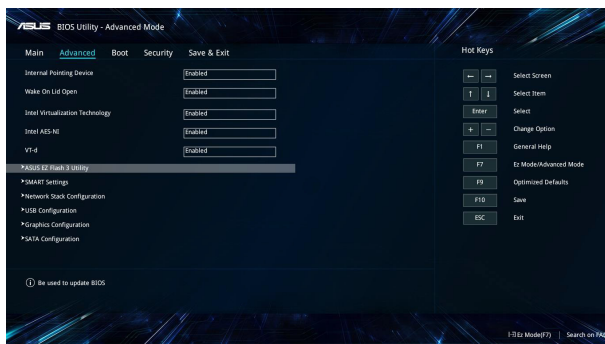 ASUS BIOS Utility - Advanced Mode
Main Advanced Boot Security Save & Exit
Internal Pointing Device Enabled
Wake On Lid Open Enabled
Intel Virtualization Technology Enabled
Intel AES-NI Enabled
VT-d Enabled
ASUS EZ Flash 3 Utility
SMART Settings
Network Stack Configuration
USB Configuration
Graphics Configuration
SATA Configuration
Be used to update BIOS
Hot Keys
← → Select Screen
↑ ↓ Select Item
Enter Select
+ − Change Option
F1 General Help
F7 Ez Mode/Advanced Mode
F9 Optimized Defaults
F10 Save
ESC Exit
Ez Mode(F7) | Search on FAQ